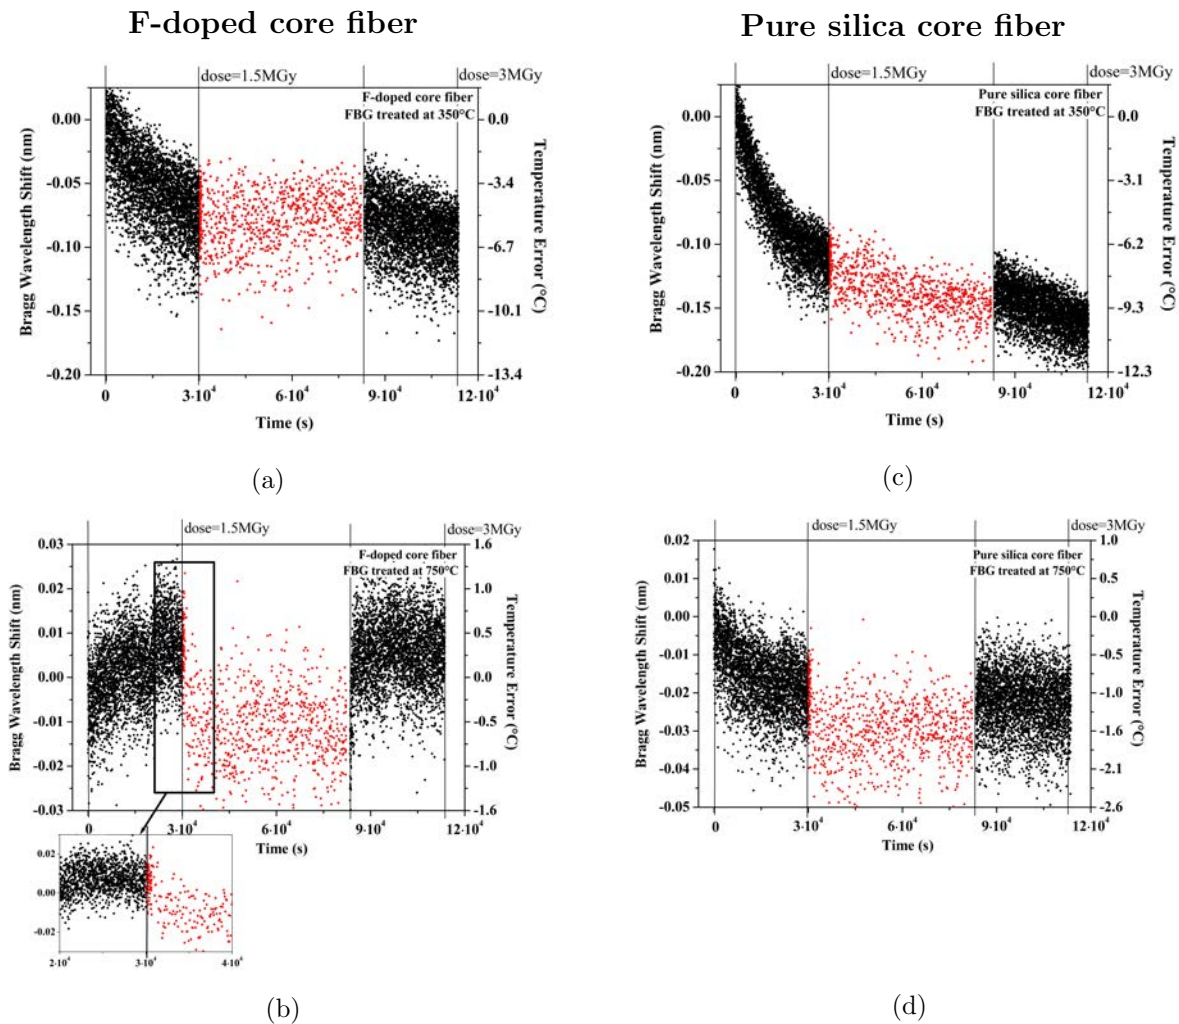 F-doped core fiber
Pure silica core fiber
dose=1.5MGy
dose=3MGy
F-doped core fiber
FBG treated at 350°C
Bragg Wavelength Shift (nm)
0.00
-0.05
-0.10
-0.15
-0.20
0.0
-3.4
-6.7
-10.1
-13.4
Temperature Error (°C)
0
3·10⁴
6·10⁴
9·10⁴
12·10⁴
Time (s)
(a)
dose=1.5MGy
dose=3MGy
Pure silica core fiber
FBG treated at 350°C
Bragg Wavelength Shift (nm)
0.00
-0.05
-0.10
-0.15
-0.20
0.0
-3.1
-6.2
-9.3
-12.3
Temperature Error (°C)
0
3·10⁴
6·10⁴
9·10⁴
12·10⁴
Time (s)
(c)
dose=1.5MGy
dose=3MGy
F-doped core fiber
FBG treated at 750°C
Bragg Wavelength Shift (nm)
0.03
0.02
0.01
0.00
-0.01
-0.02
-0.03
1.6
1.0
0.5
0.0
-0.5
-1.0
-1.6
Temperature Error (°C)
0
3·10⁴
6·10⁴
9·10⁴
12·10⁴
Time (s)
0.02
0.00
-0.02
2·10⁴
3·10⁴
4·10⁴
(b)
dose=1.5MGy
dose=3MGy
Pure silica core fiber
FBG treated at 750°C
Bragg Wavelength Shift (nm)
0.02
0.01
0.00
-0.01
-0.02
-0.03
-0.04
-0.05
1.0
0.5
0.0
-0.5
-1.0
-1.6
-2.1
-2.6
Temperature Error (°C)
0
3·10⁴
6·10⁴
9·10⁴
12·10⁴
Time (s)
(d)